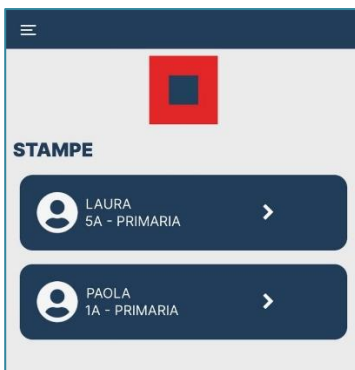 STAMPE
LAURA
5A - PRIMARIA
PAOLA
1A - PRIMARIA